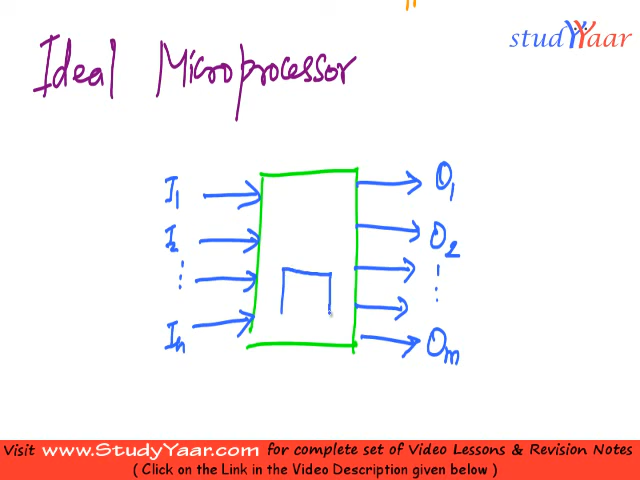 studYYaar
Ideal Microprocessor
I1
O1
I2
O2
In
Om
Visit www.StudyYaar.com for complete set of Video Lessons & Revision Notes
( Click on the Link in the Video Description given below )